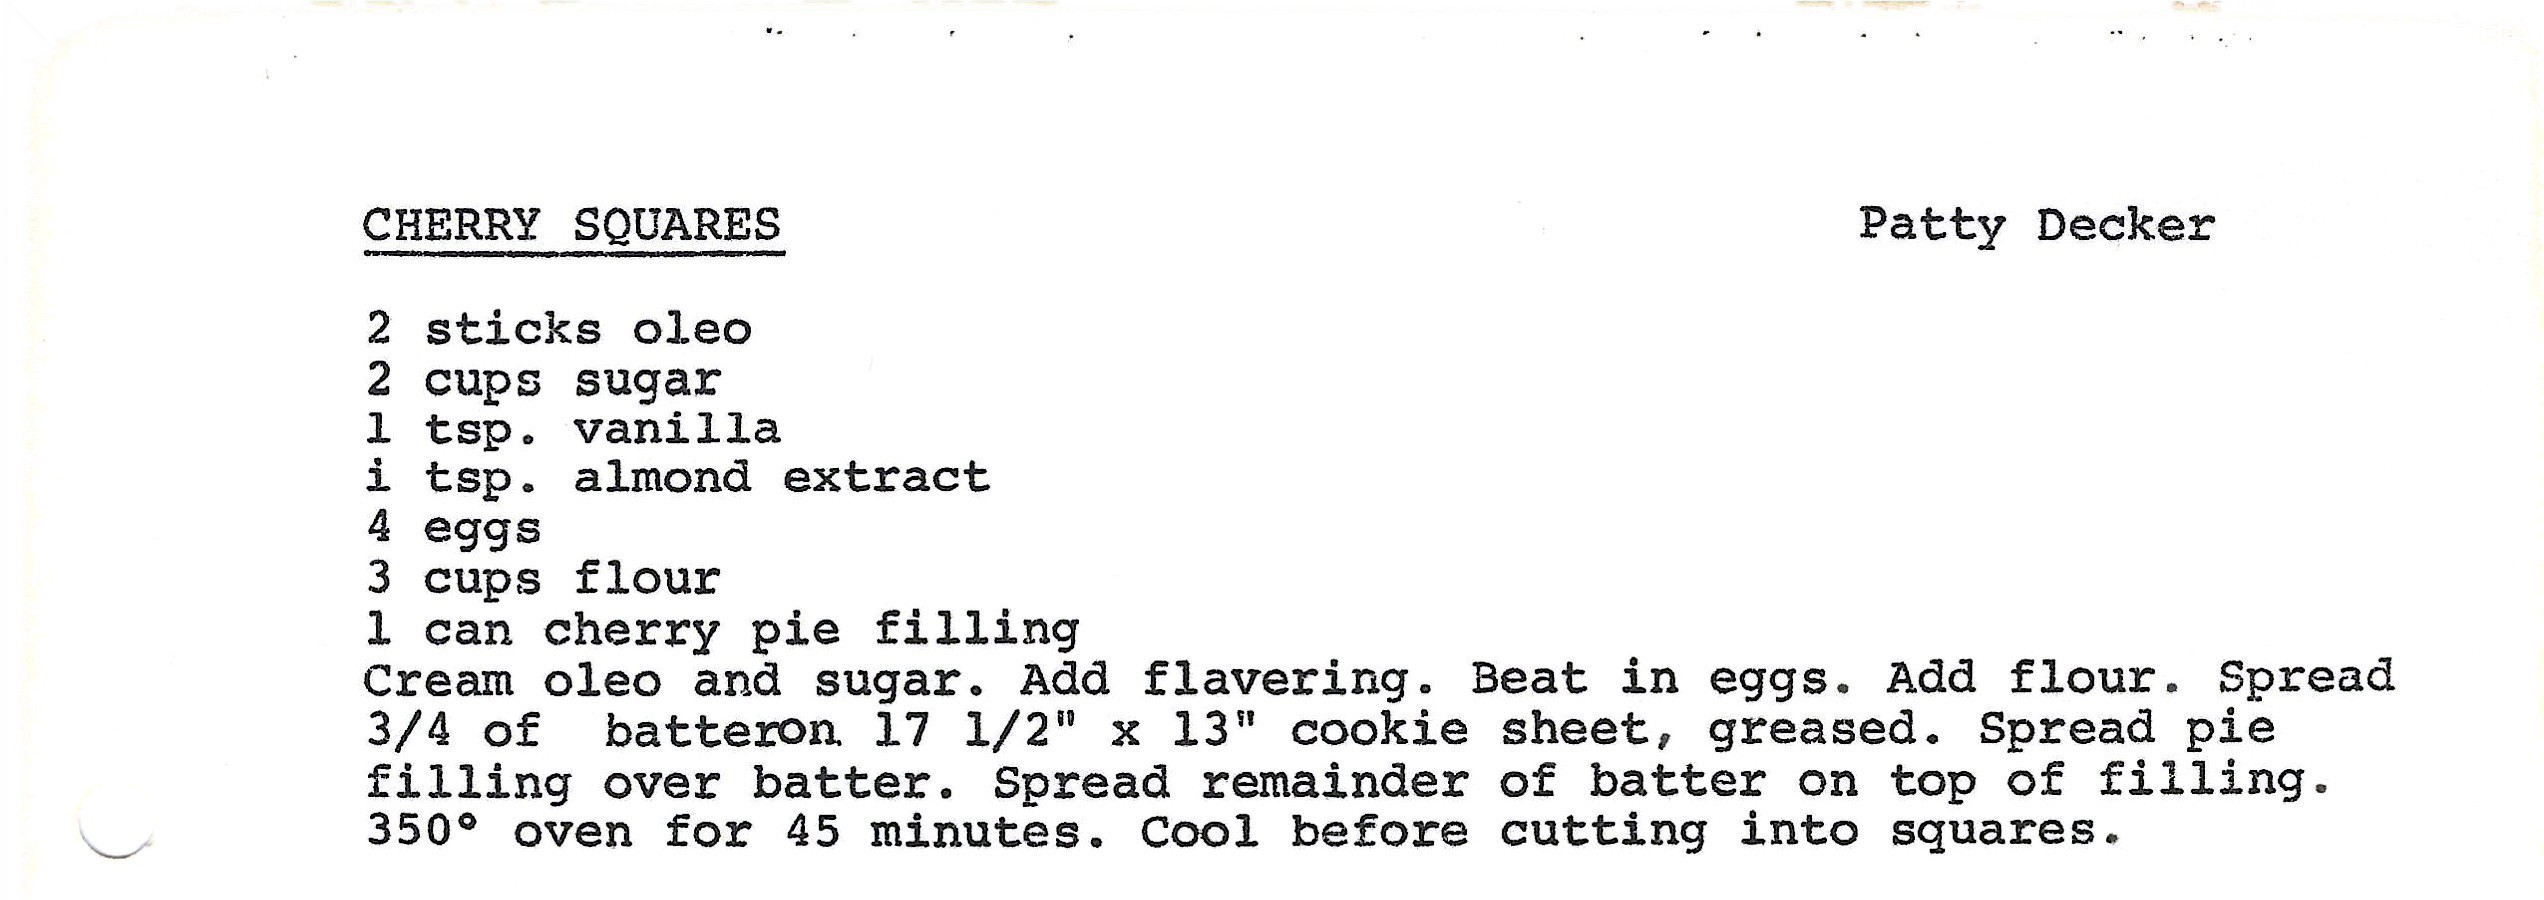 CHERRY SQUARES Patty Decker
2 sticks oleo
2 cups sugar
1 tsp. vanilla
i tsp. almond extract
4 eggs
3 cups flour
1 can cherry pie filling
Cream oleo and sugar. Add flavering. Beat in eggs. Add flour. Spread
3/4 of batteron 17 1/2" x 13" cookie sheet, greased. Spread pie
filling over batter. Spread remainder of batter on top of filling.
350° oven for 45 minutes. Cool before cutting into squares.